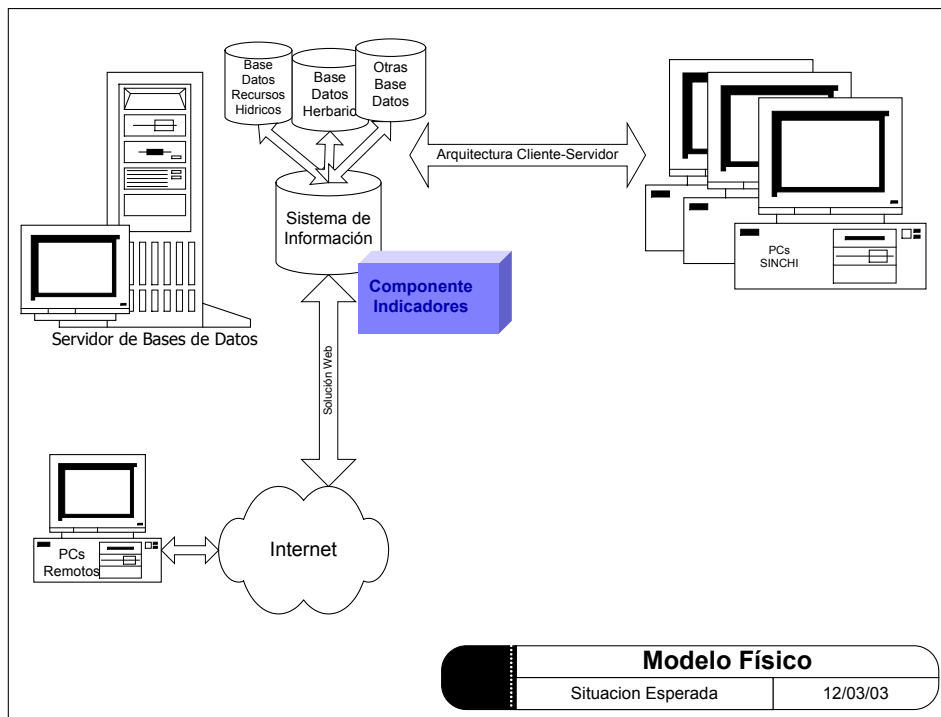 Base
Datos
Recursos
Hidricos
Base
Datos
Herbario
Otras
Base
Datos
Arquitectura Cliente-Servidor
Sistema de
Información
Componente
Indicadores
PCs
SINCHI
Servidor de Bases de Datos
Solución Web
PCs
Remotos
Internet
Modelo Físico
Situacion Esperada
12/03/03